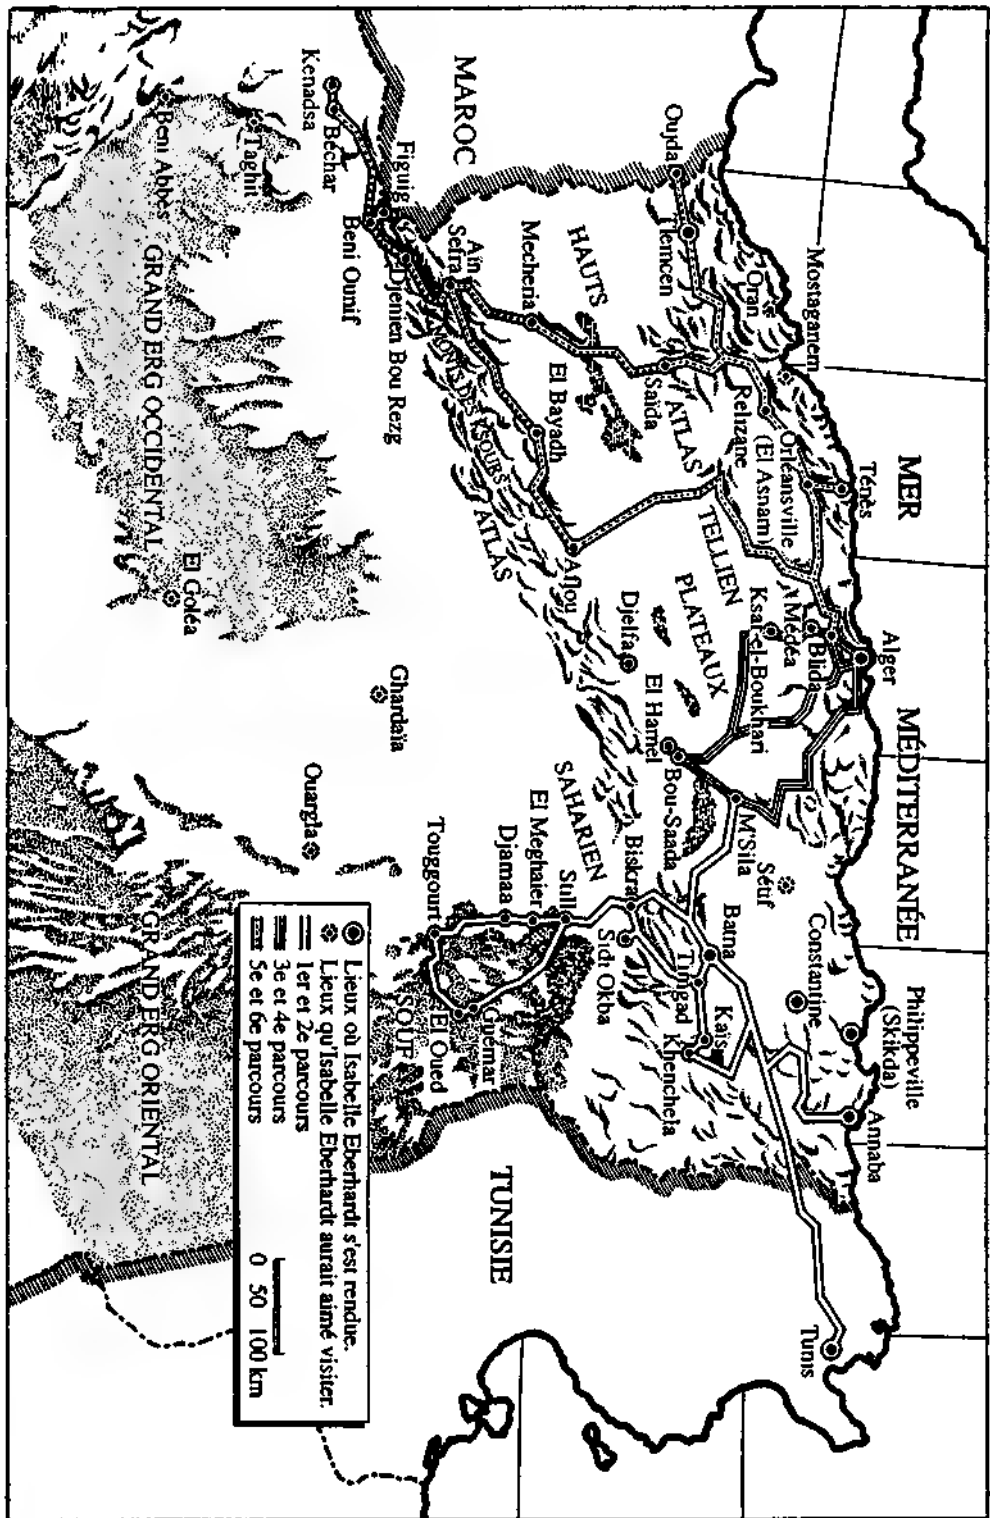 MER
MÉDITERRANÉE
MAROC
TUNISIE
HAUTS
PLATEAUX
ATLAS
TELLIEN
MONTS DES KSOURS
ATLAS
SAHARIEN
SOUF
GRAND ERG OCCIDENTAL
GRAND ERG ORIENTAL
Oujda
Tlemcen
Oran
Mostaganem
Relizane
Orléansville
(El Asnam)
Ténès
Alger
Blida
Médéa
Ksar el-Boukhari
Philippeville
(Skikda)
Annaba
Constantine
Sétif
M'Sila
Tunis
Saïda
Mecheria
Aïn
Sefra
El Bayadh
Aflou
Djelfa
El Hamel
Bou-Saada
Biskra
Batna
Timgad
Kaïs
Khenchela
Sidi Okba
Still
El Meghaier
Djamaa
Touggourt
Guemar
El Oued
Figuig
Djenien Bou Rezg
Beni Ounif
Béchar
Kenadsa
Taghit
Beni Abbès
El Goléa
Ghardaïa
Ouargla
Lieux où Isabelle Eberhardt s'est rendue.
Lieux qu'Isabelle Eberhardt aurait aimé visiter.
1er et 2e parcours
3e et 4e parcours
5e et 6e parcours
0 50 100 km